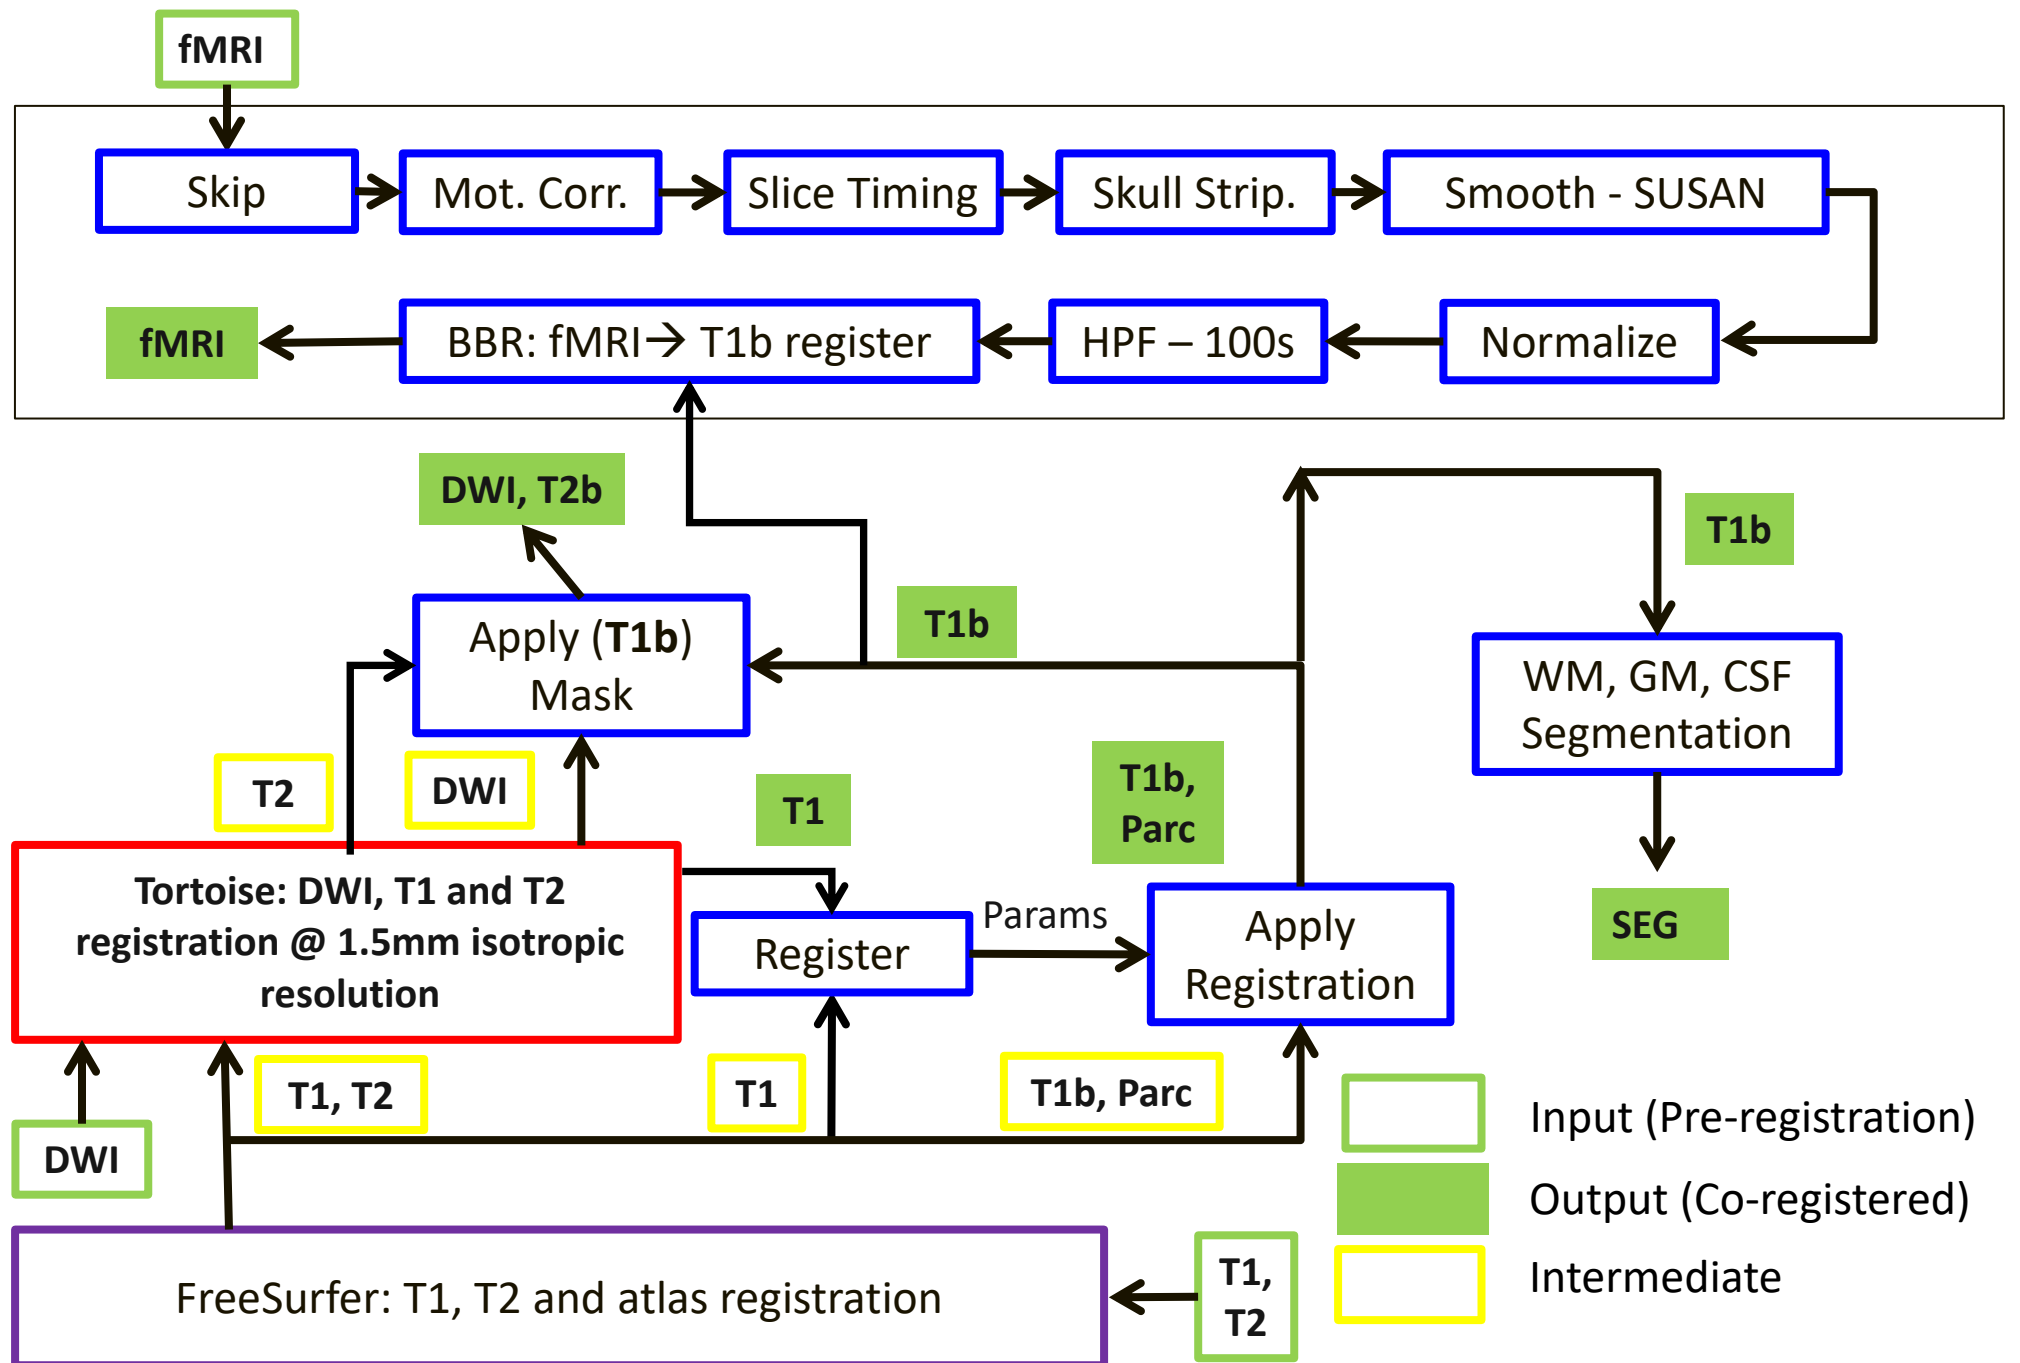 fMRI
Skip
Mot. Corr.
Slice Timing
Skull Strip.
Smooth - SUSAN
fMRI
BBR: fMRI→ T1b register
HPF – 100s
Normalize
DWI, T2b
T1b
T1b
Apply (T1b)
Mask
WM, GM, CSF
Segmentation
T2
DWI
T1
T1b,
Parc
Tortoise: DWI, T1 and T2
registration @ 1.5mm isotropic
resolution
Register
Params
Apply
Registration
SEG
T1, T2
T1
T1b, Parc
DWI
Input (Pre-registration)
Output (Co-registered)
Intermediate
FreeSurfer: T1, T2 and atlas registration
T1,
T2